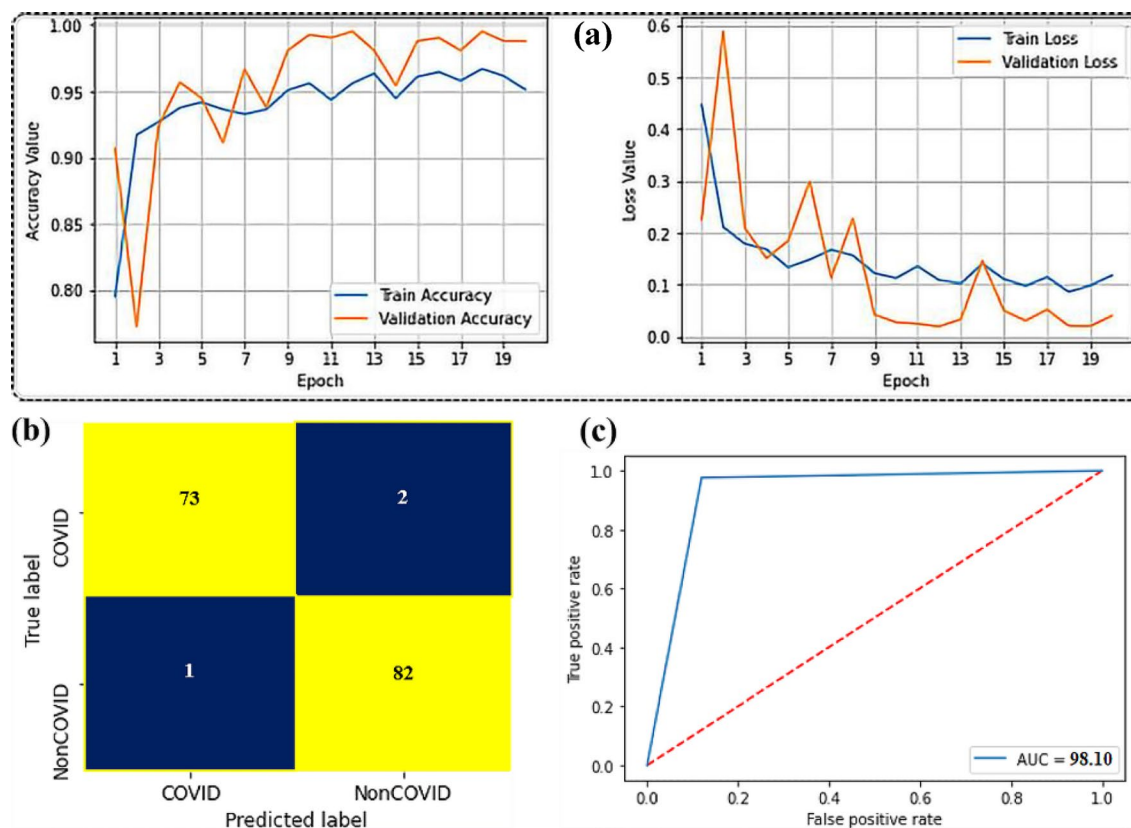 (a)
1.00
0.95
0.90
0.85
0.80
Accuracy Value
Train Accuracy
Validation Accuracy
1 3 5 7 9 11 13 15 17 19
Epoch
0.6
0.5
0.4
0.3
0.2
0.1
0.0
Loss Value
Train Loss
Validation Loss
1 3 5 7 9 11 13 15 17 19
Epoch
(b)
True label
COVID
NonCOVID
73 2
1 82
COVID NonCOVID
Predicted label
(c)
1.0
0.8
0.6
0.4
0.2
0.0
True positive rate
AUC = 98.10
0.0 0.2 0.4 0.6 0.8 1.0
False positive rate